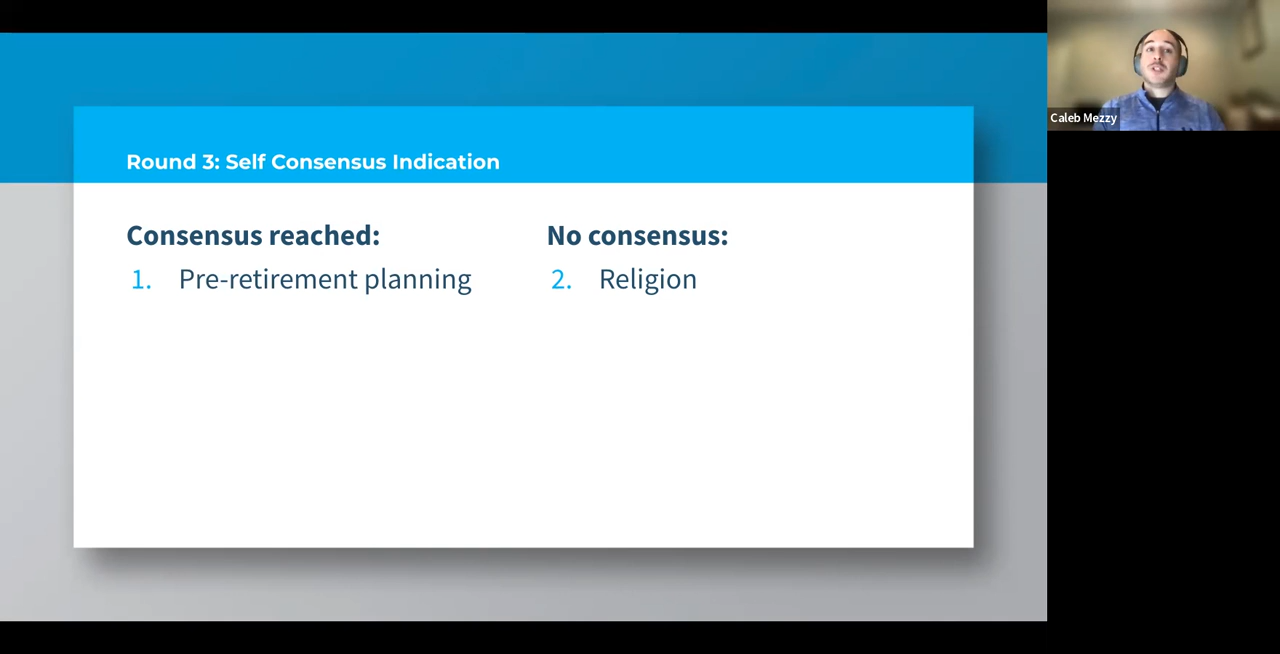 Round 3: Self Consensus Indication
Consensus reached:
1. Pre-retirement planning
No consensus:
2. Religion
Caleb Mezzy